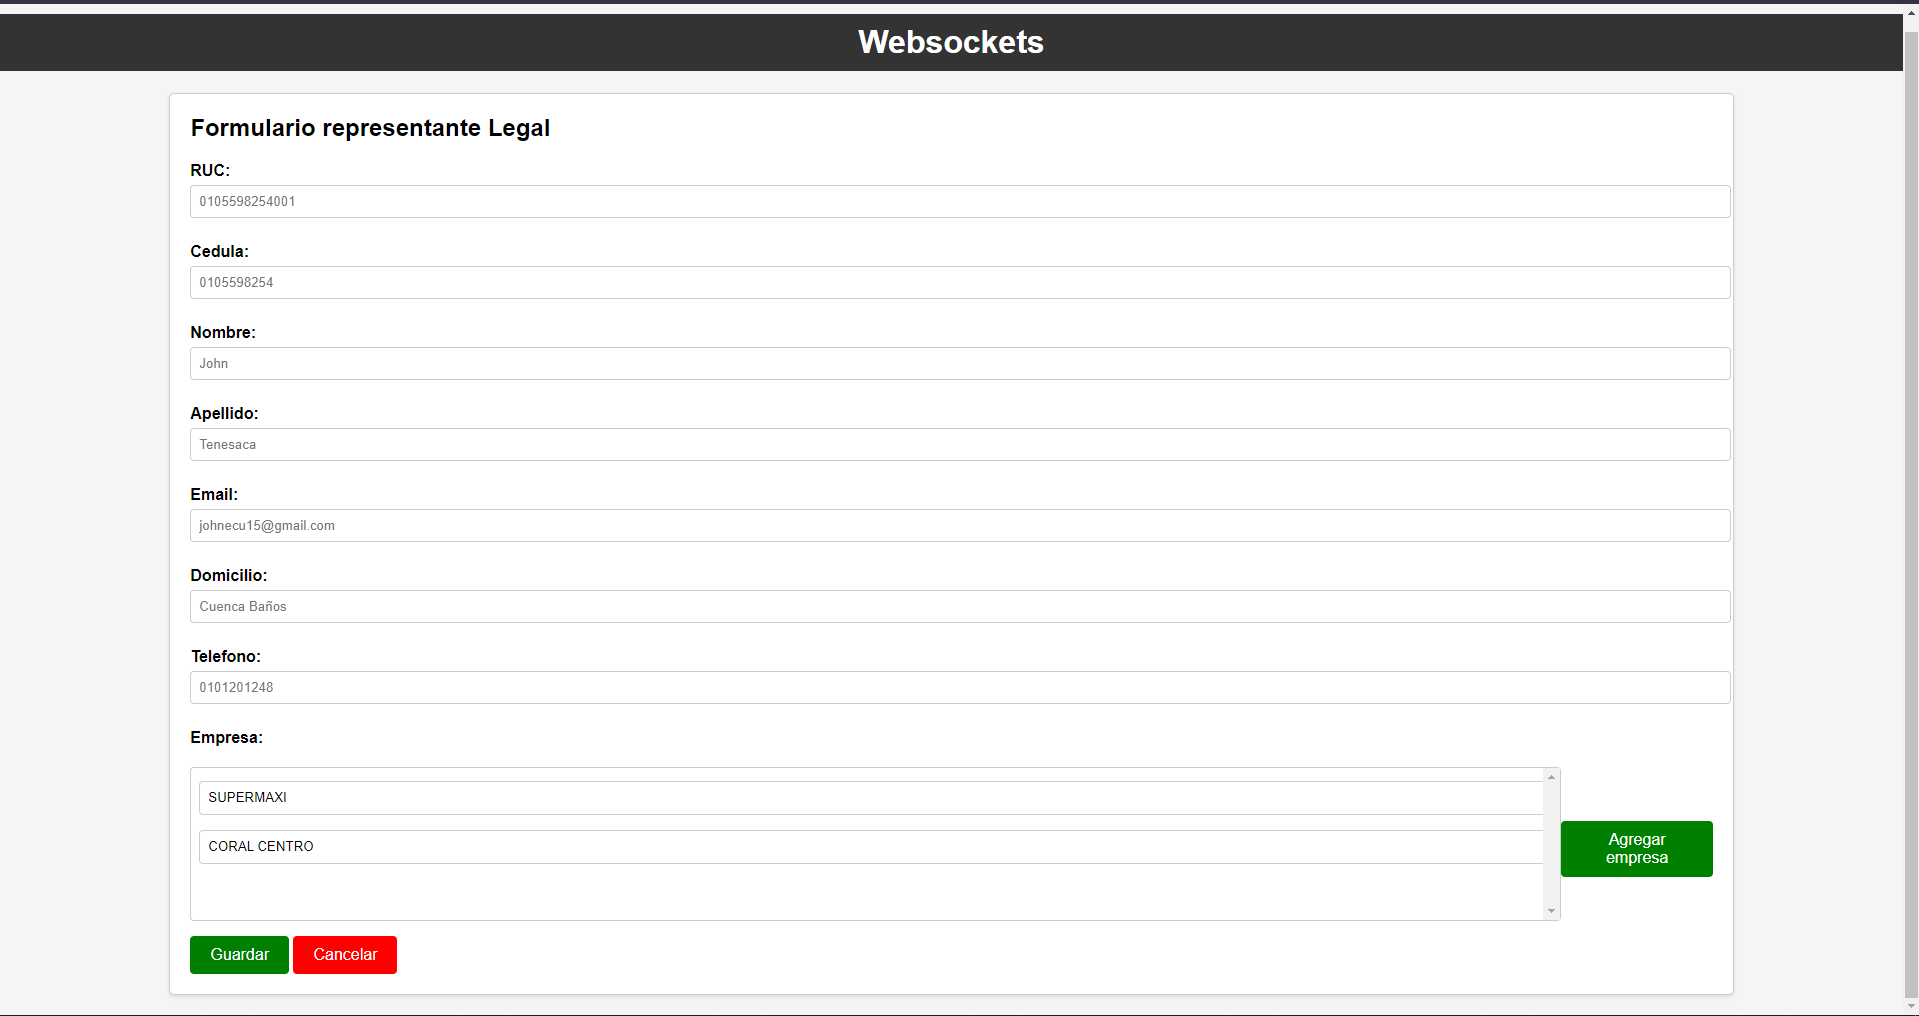 Websockets
Formulario representante Legal
RUC:
0105598254001
Cedula:
0105598254
Nombre:
John
Apellido:
Tenesaca
Email:
johnecu15@gmail.com
Domicilio:
Cuenca Baños
Telefono:
0101201248
Empresa:
SUPERMAXI
CORAL CENTRO
Agregar
empresa
Guardar Cancelar